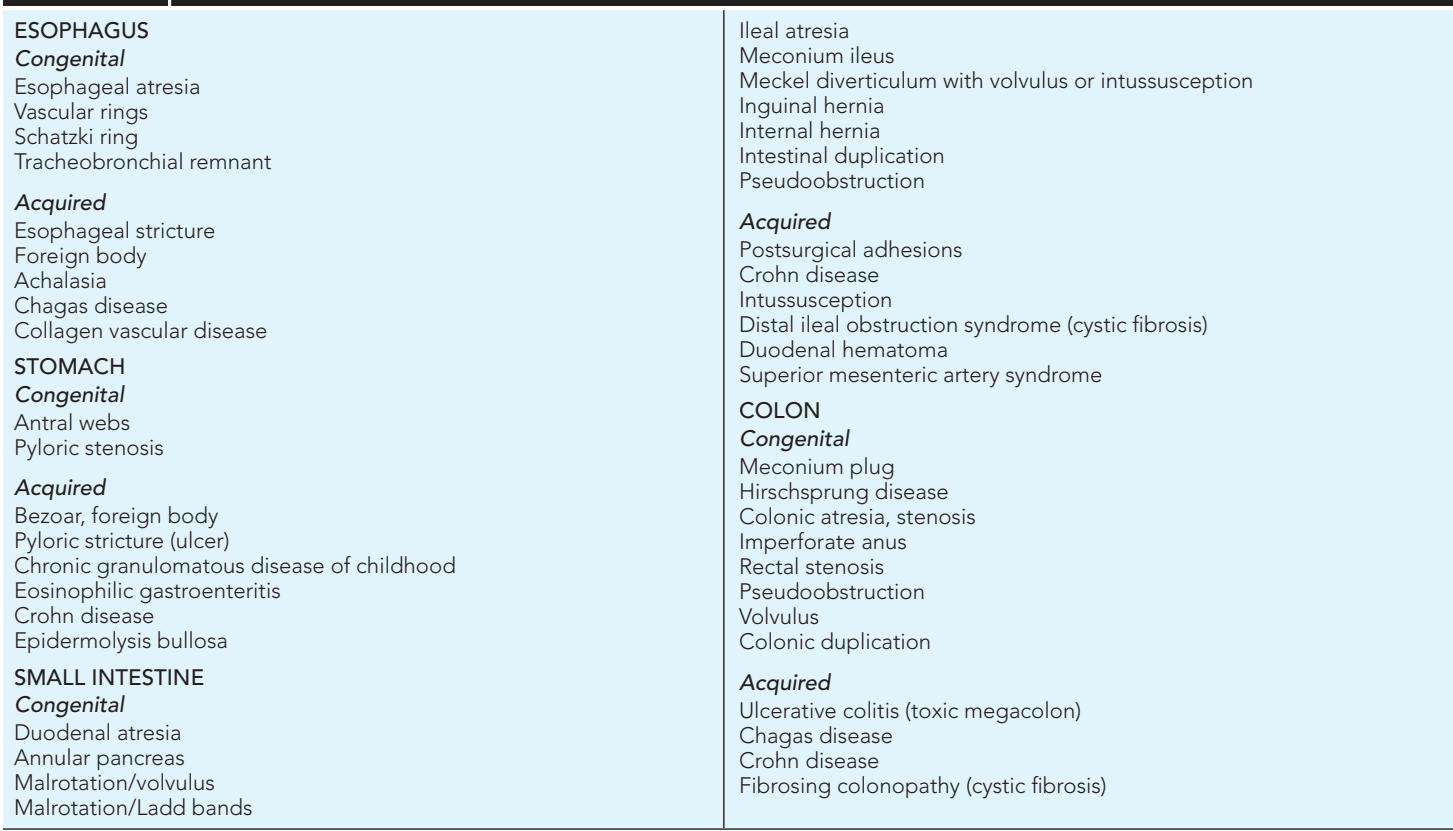 ESOPHAGUS
Congenital
Esophageal atresia
Vascular rings
Schatzki ring
Tracheobronchial remnant
Acquired
Esophageal stricture
Foreign body
Achalasia
Chagas disease
Collagen vascular disease
STOMACH
Congenital
Antral webs
Pyloric stenosis
Acquired
Bezoar, foreign body
Pyloric stricture (ulcer)
Chronic granulomatous disease of childhood
Eosinophilic gastroenteritis
Crohn disease
Epidermolysis bullosa
SMALL INTESTINE
Congenital
Duodenal atresia
Annular pancreas
Malrotation/volvulus
Malrotation/Ladd bands
Ileal atresia
Meconium ileus
Meckel diverticulum with volvulus or intussusception
Inguinal hernia
Internal hernia
Intestinal duplication
Pseudoobstruction
Acquired
Postsurgical adhesions
Crohn disease
Intussusception
Distal ileal obstruction syndrome (cystic fibrosis)
Duodenal hematoma
Superior mesenteric artery syndrome
COLON
Congenital
Meconium plug
Hirschsprung disease
Colonic atresia, stenosis
Imperforate anus
Rectal stenosis
Pseudoobstruction
Volvulus
Colonic duplication
Acquired
Ulcerative colitis (toxic megacolon)
Chagas disease
Crohn disease
Fibrosing colonopathy (cystic fibrosis)